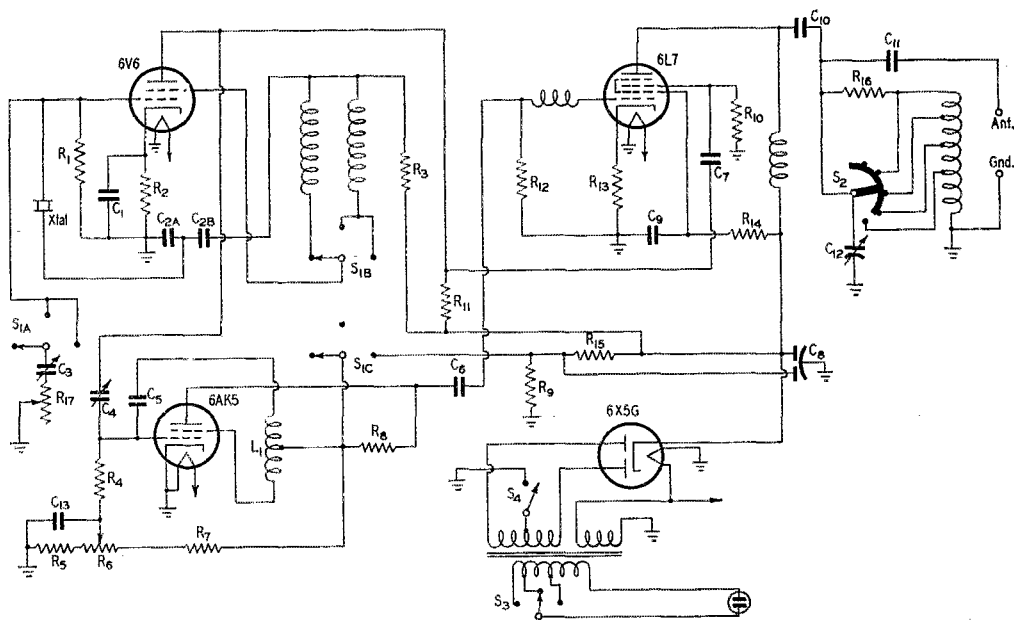 6V6
R1
R2
C1
Xtal
C2A
C2B
R3
S1A
C3
R17
C4
C5
6AK5
L1
R4
C13
R5
R6
R7
R8
S1B
S1C
R11
C6
R12
6L7
R13
C9
R14
C7
R10
R15
R9
C8
6X5G
S4
S3
C10
C11
R16
S2
C12
Ant.
Gnd.